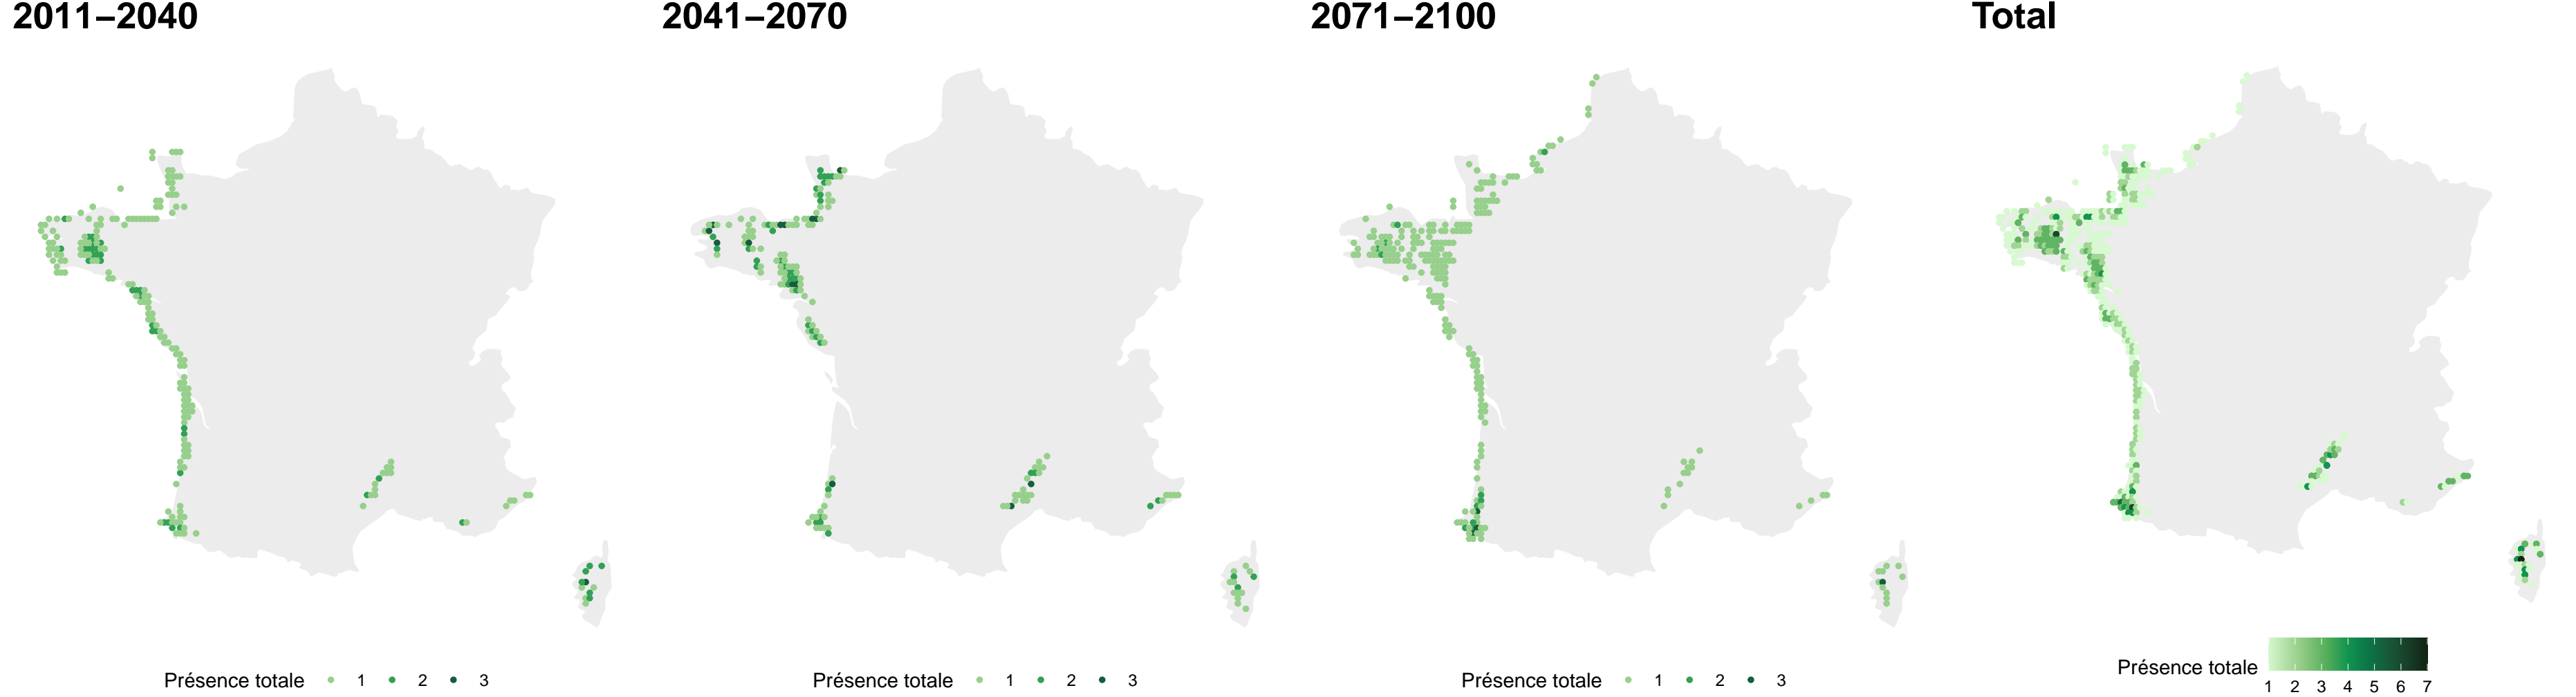 2011–2040 2041–2070 2071–2100 Total
Présence totale 1 2 3 Présence totale 1 2 3 Présence totale 1 2 3 Présence totale
1 2 3 4 5 6 7